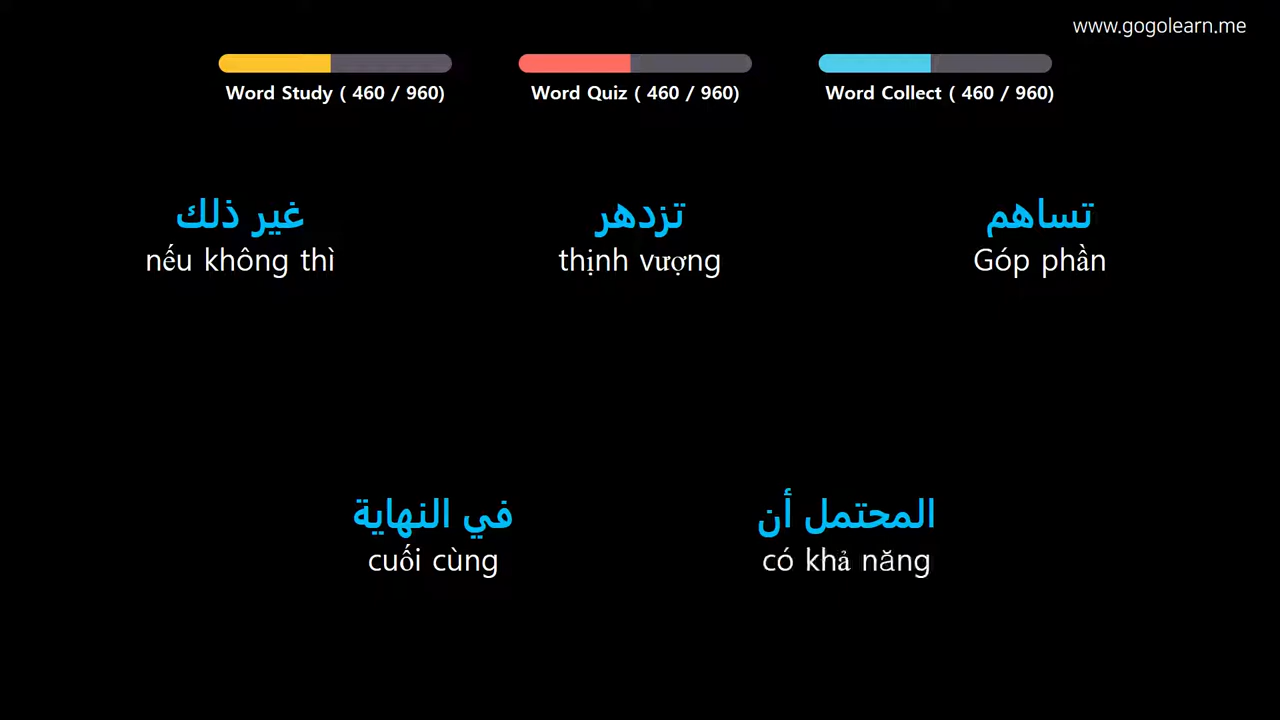 www.gogolearn.me
Word Study ( 460 / 960)
Word Quiz ( 460 / 960)
Word Collect ( 460 / 960)
غير ذلك
nếu không thì
تزدهر
thịnh vượng
تساهم
Góp phần
في النهاية
cuối cùng
المحتمل أن
có khả năng